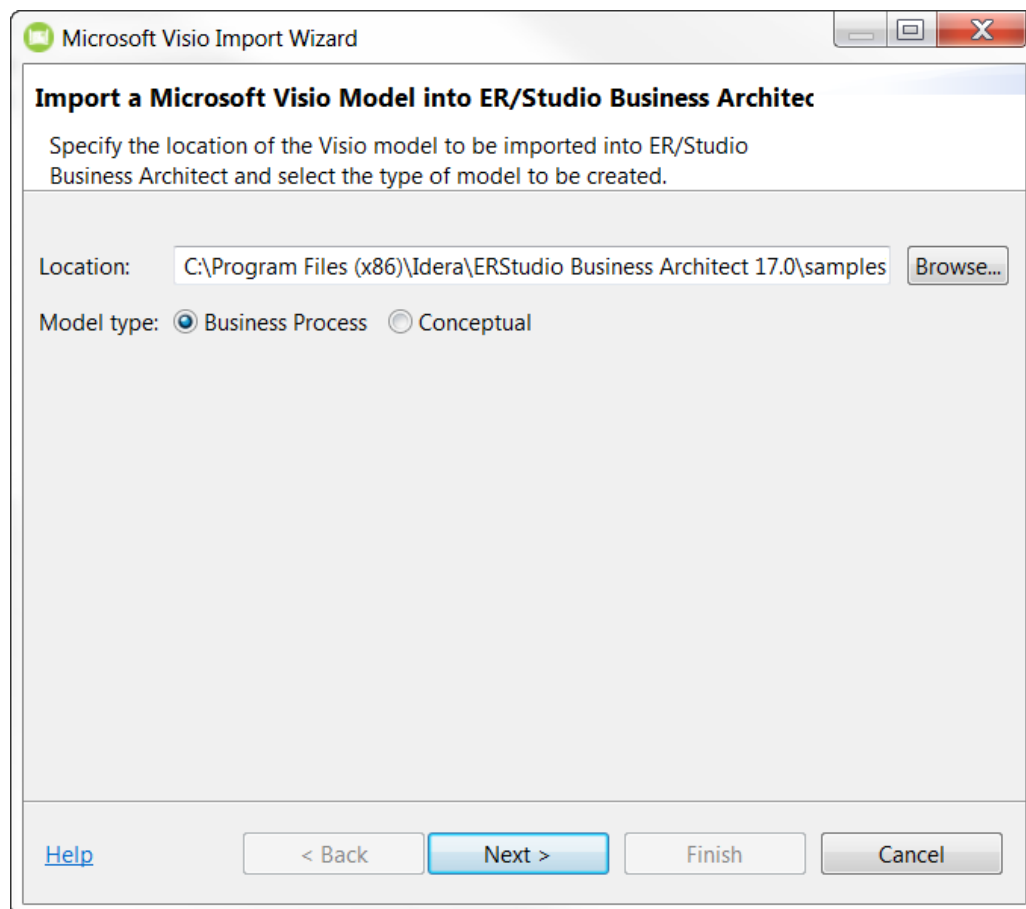 Microsoft Visio Import Wizard
Import a Microsoft Visio Model into ER/Studio Business Architec
Specify the location of the Visio model to be imported into ER/Studio
Business Architect and select the type of model to be created.
Location: C:\Program Files (x86)\Idera\ERStudio Business Architect 17.0\samples Browse...
Model type: Business Process Conceptual
Help < Back Next > Finish Cancel